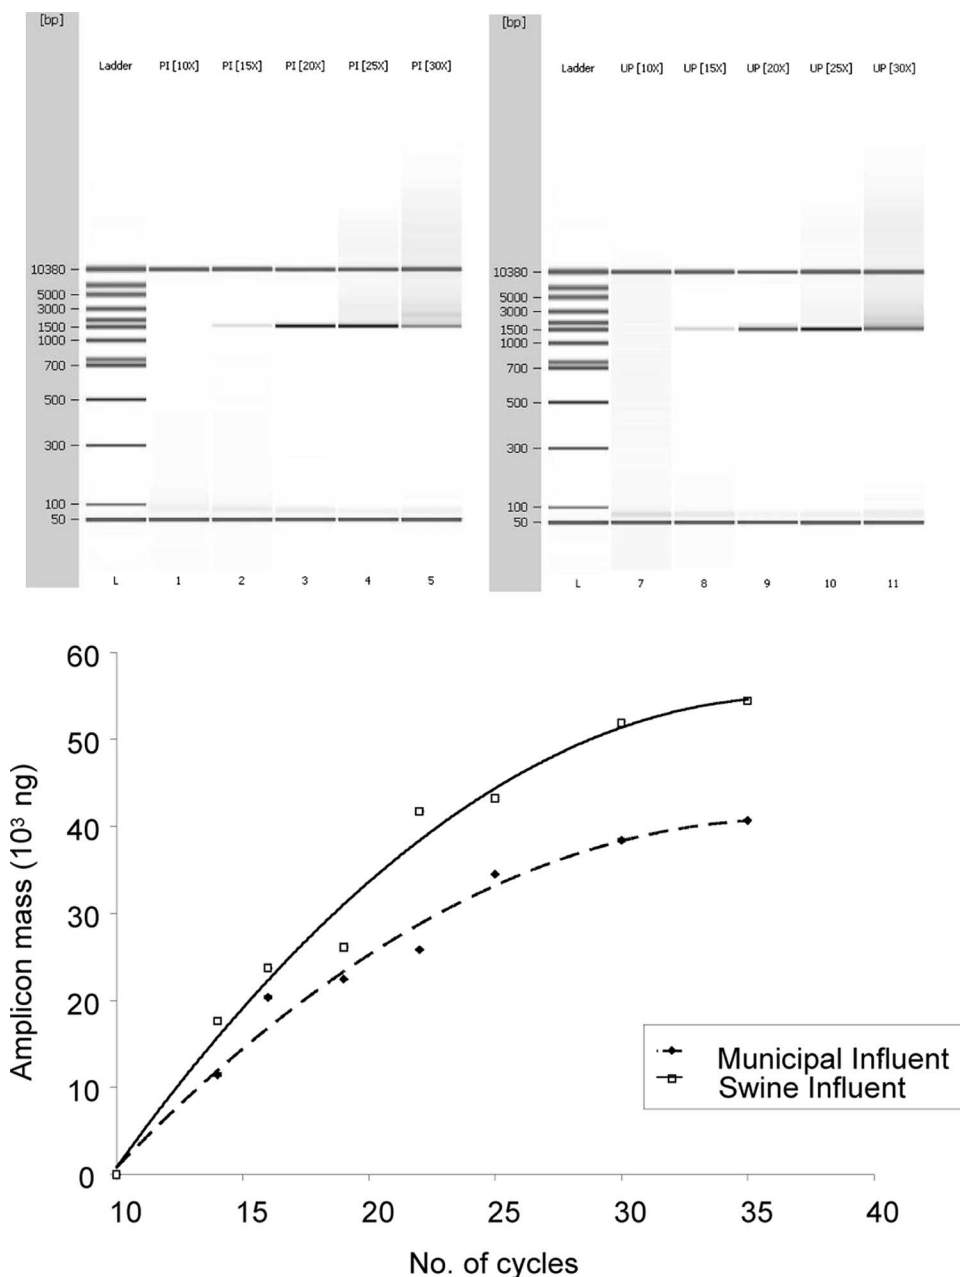 [bp]
Ladder PI [10X] PI [15X] PI [20X] PI [25X] PI [30X]
10380
5000
3000
1500
1000
700
500
300
100
50
L 1 2 3 4 5
[bp]
Ladder UP [10X] UP [15X] UP [20X] UP [25X] UP [30X]
10380
5000
3000
1500
1000
700
500
300
100
50
L 7 8 9 10 11
Amplicon mass (10³ ng)
60
50
40
30
20
10
0
Municipal Influent
Swine Influent
10 15 20 25 30 35 40
No. of cycles